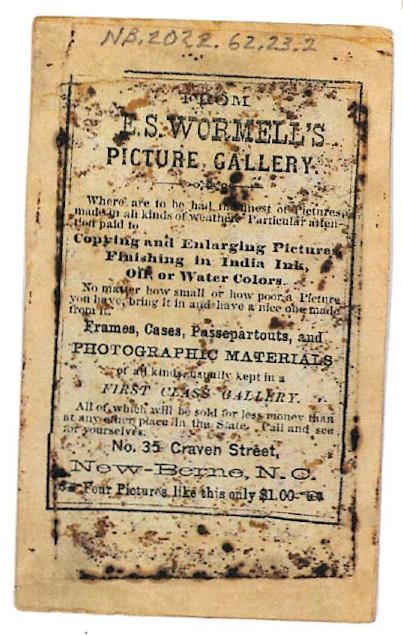 NB.2022.62.23.2
FROM
E.S. WORMELL'S
PICTURE GALLERY.
Where are to be had the finest of Pictures,
made in all kinds of weather. Particular atten-
tion paid to
Copying and Enlarging Pictures
Finishing in India Ink,
Oil or Water Colors.
No matter how small or how poor a Picture
you have, bring it in and have a nice one made
from it.
Frames, Cases, Passepartouts, and
PHOTOGRAPHIC MATERIALS
of all kinds usually kept in a
FIRST CLASS GALLERY.
All of which will be sold for less money than
at any other place in the State. Call and see
for yourselves.
No. 35 Craven Street,
New-Berne, N.C.
Four Pictures like this only $1.00